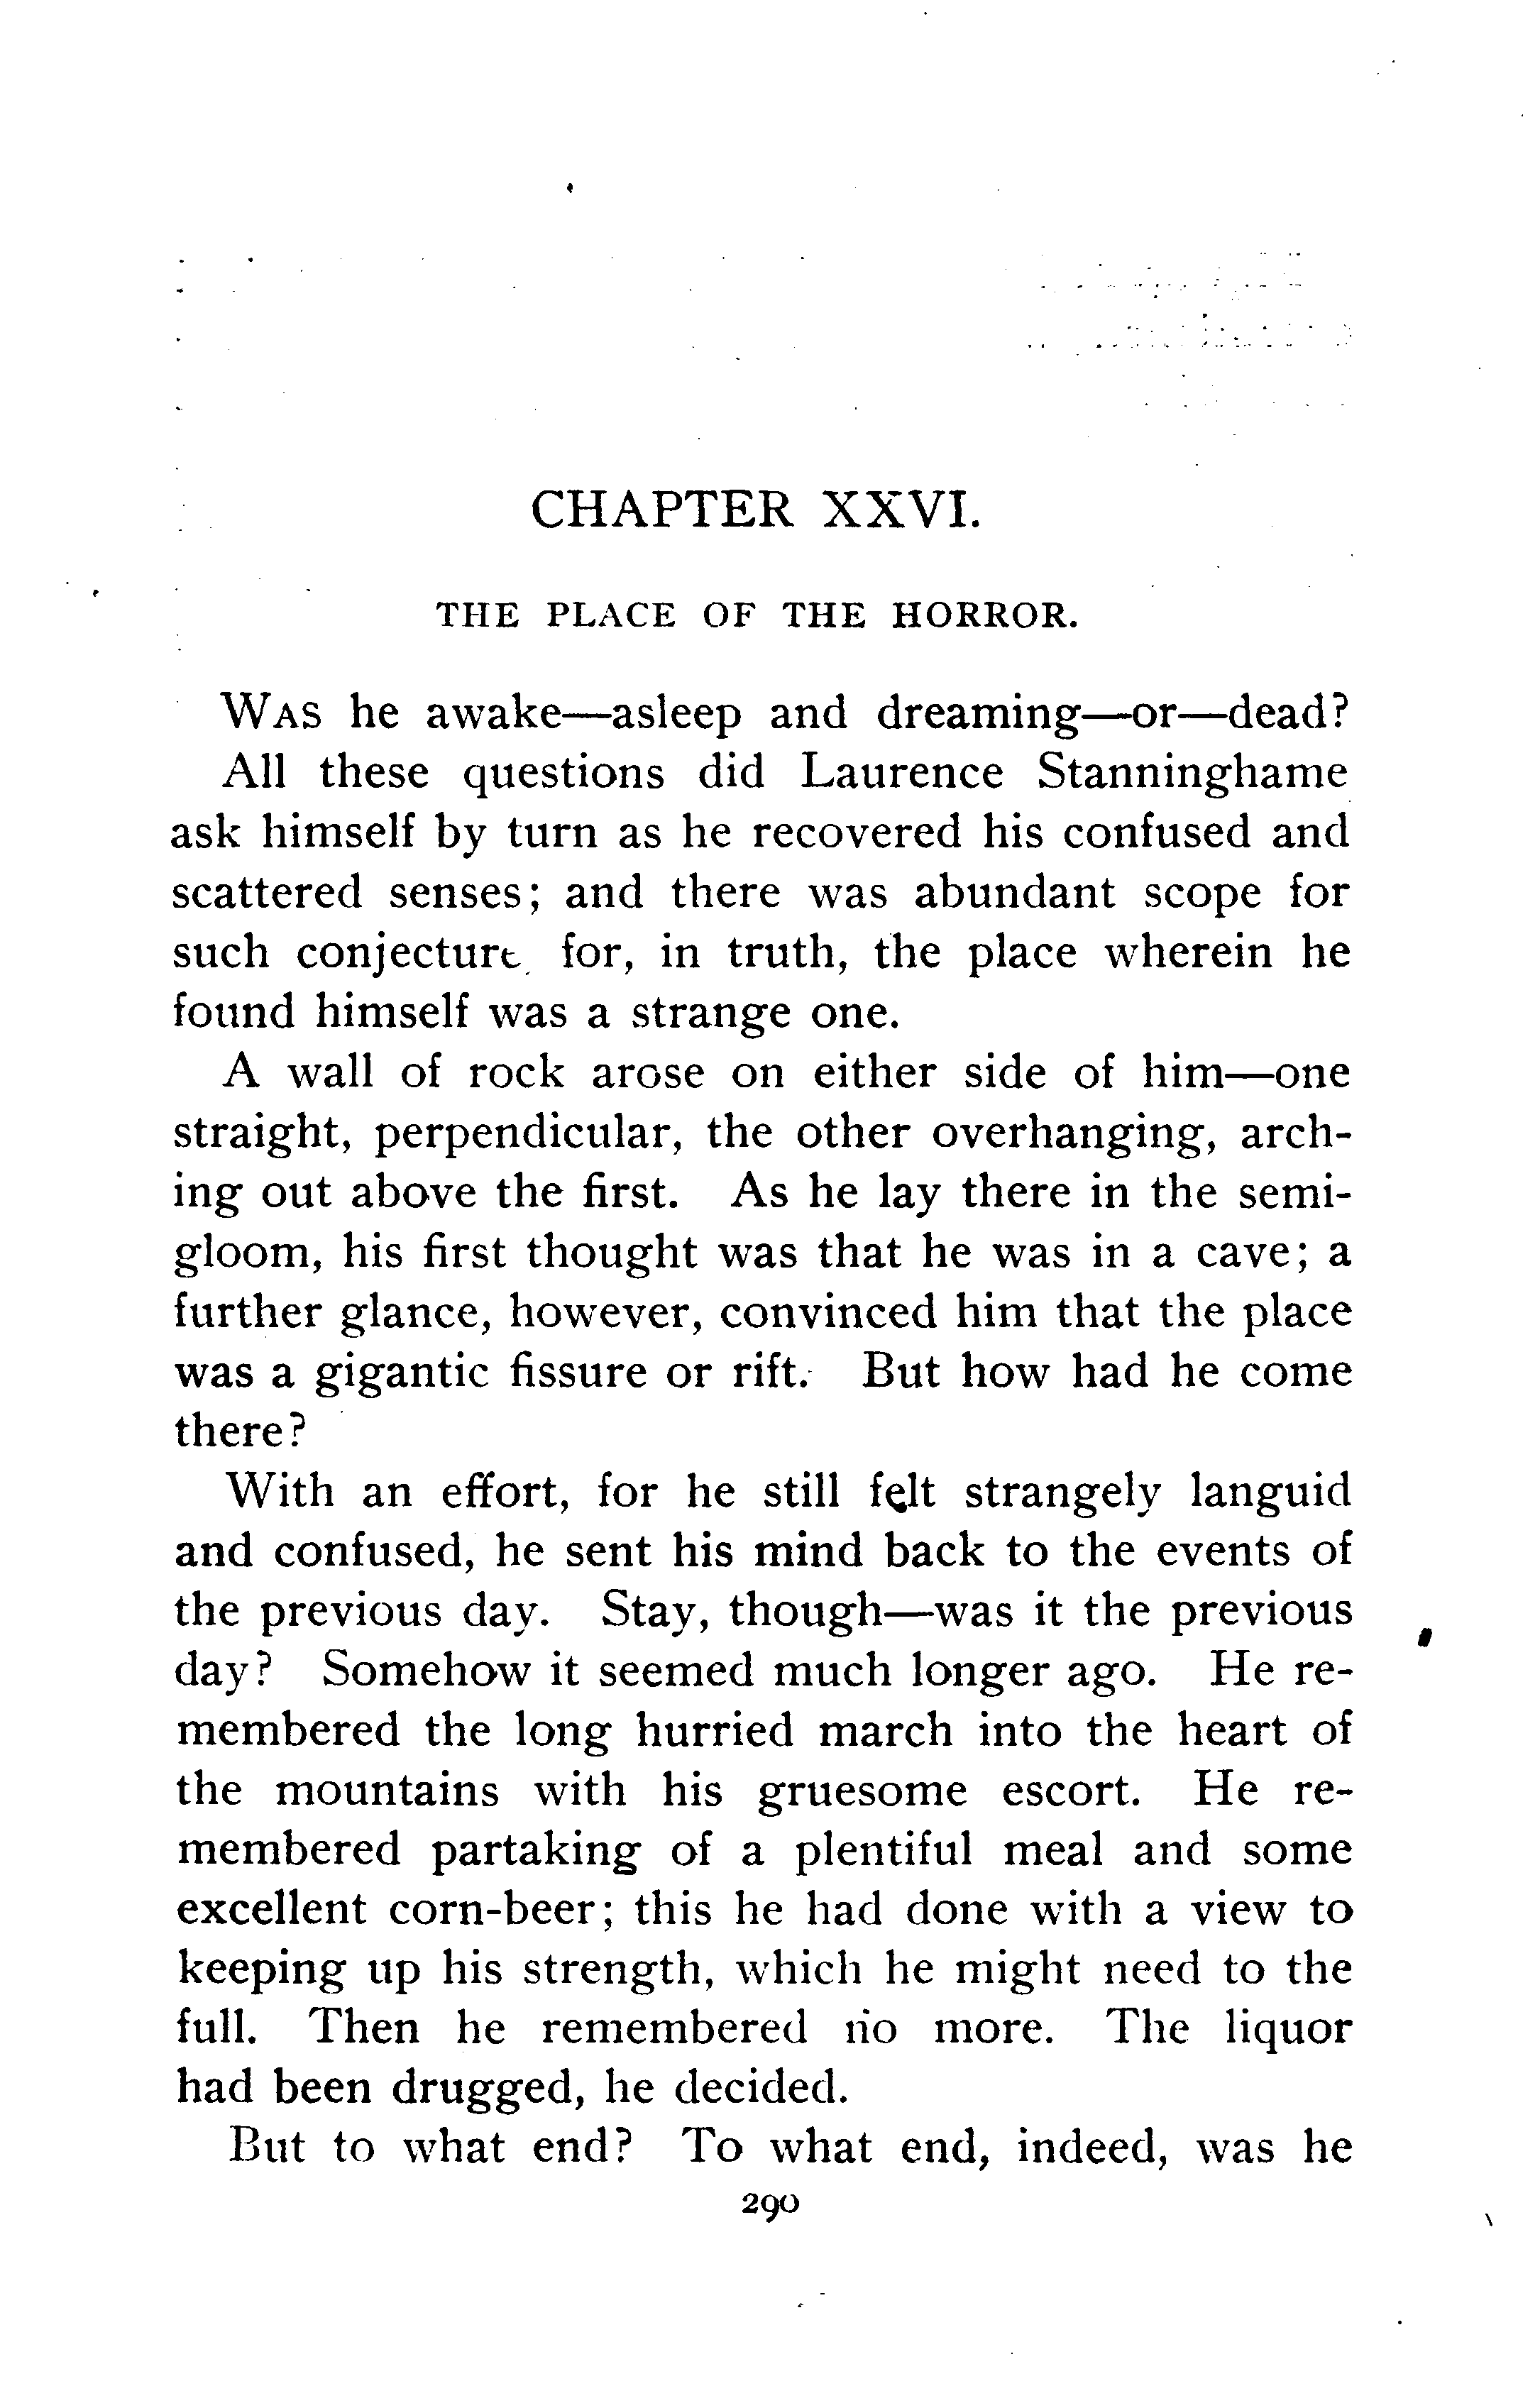 CHAPTER XXVI.
THE PLACE OF THE HORROR.
WAS he awake—asleep and dreaming—or—dead?
All these questions did Laurence Stanninghame
ask himself by turn as he recovered his confused and
scattered senses; and there was abundant scope for
such conjecture, for, in truth, the place wherein he
found himself was a strange one.
A wall of rock arose on either side of him—one
straight, perpendicular, the other overhanging, arch-
ing out above the first. As he lay there in the semi-
gloom, his first thought was that he was in a cave; a
further glance, however, convinced him that the place
was a gigantic fissure or rift. But how had he come
there?
With an effort, for he still felt strangely languid
and confused, he sent his mind back to the events of
the previous day. Stay, though—was it the previous
day? Somehow it seemed much longer ago. He re-
membered the long hurried march into the heart of
the mountains with his gruesome escort. He re-
membered partaking of a plentiful meal and some
excellent corn-beer; this he had done with a view to
keeping up his strength, which he might need to the
full. Then he remembered no more. The liquor
had been drugged, he decided.
But to what end? To what end, indeed, was he
290